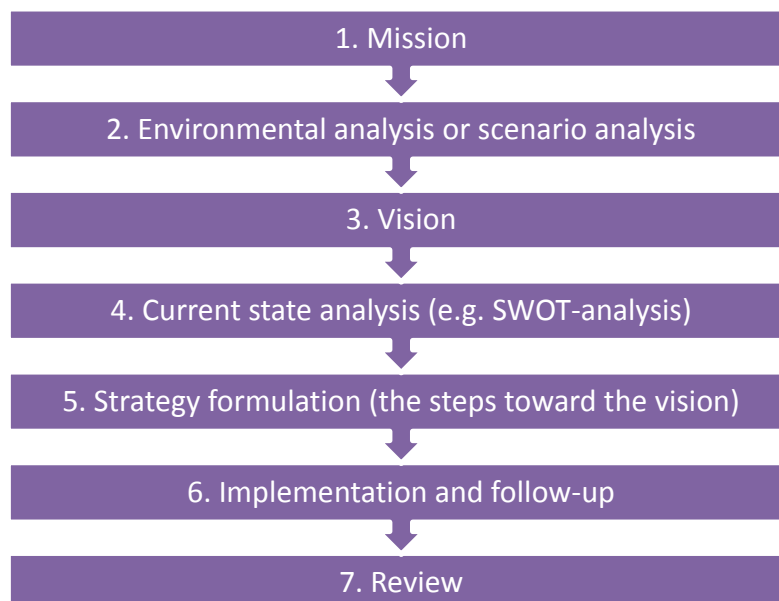 1. Mission
2. Environmental analysis or scenario analysis
3. Vision
4. Current state analysis (e.g. SWOT-analysis)
5. Strategy formulation (the steps toward the vision)
6. Implementation and follow-up
7. Review